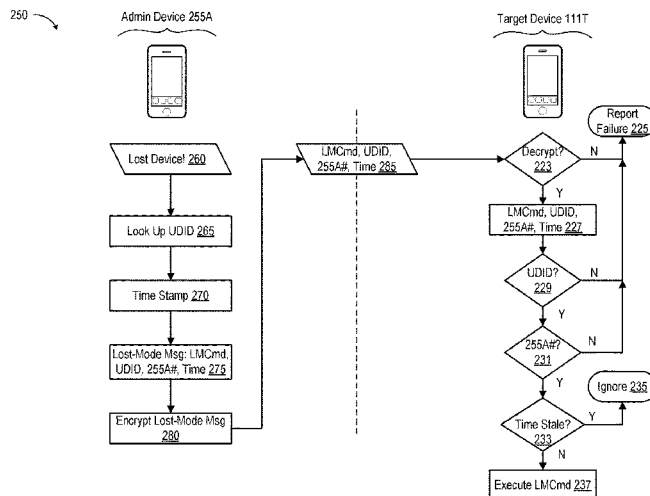 250
Admin Device 255A
Target Device 111T
Lost Device! 260
Look Up UDID 265
Time Stamp 270
Lost-Mode Msg: LMCmd,
UDID, 255A#, Time 275
Encrypt Lost-Mode Msg
280
LMCmd, UDID,
255A#, Time 285
Decrypt?
223
N
Report
Failure 225
Y
LMCmd, UDID,
255A#, Time 227
UDID?
229
N
Y
255A#?
231
N
Y
Ignore 235
Time Stale?
233
Y
N
Execute LMCmd 237